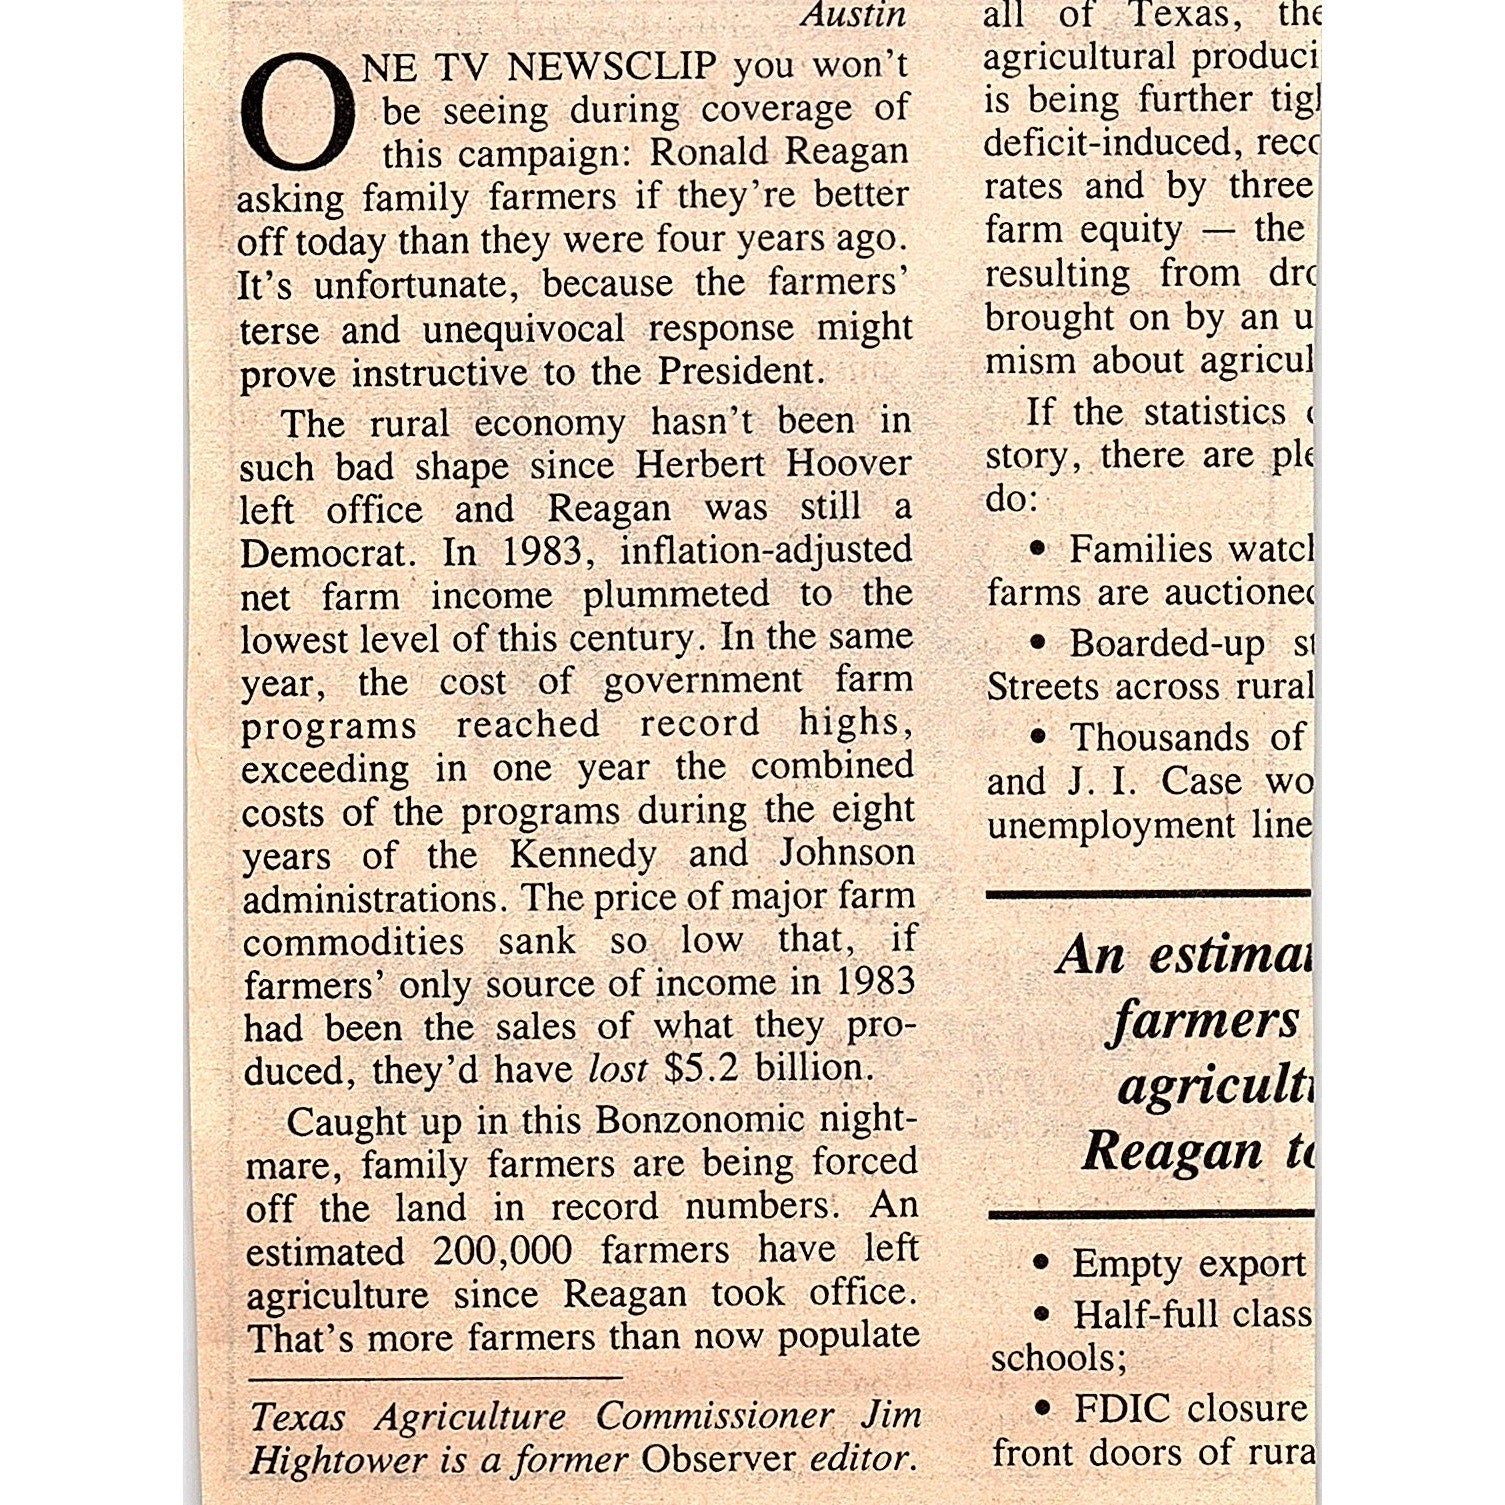 Austin
ONE TV NEWSCLIP you won't
be seeing during coverage of
this campaign: Ronald Reagan
asking family farmers if they're better
off today than they were four years ago.
It's unfortunate, because the farmers'
terse and unequivocal response might
prove instructive to the President.
The rural economy hasn't been in
such bad shape since Herbert Hoover
left office and Reagan was still a
Democrat. In 1983, inflation-adjusted
net farm income plummeted to the
lowest level of this century. In the same
year, the cost of government farm
programs reached record highs,
exceeding in one year the combined
costs of the programs during the eight
years of the Kennedy and Johnson
administrations. The price of major farm
commodities sank so low that, if
farmers' only source of income in 1983
had been the sales of what they pro-
duced, they'd have lost $5.2 billion.
Caught up in this Bonzonomic night-
mare, family farmers are being forced
off the land in record numbers. An
estimated 200,000 farmers have left
agriculture since Reagan took office.
That's more farmers than now populate
Texas Agriculture Commissioner Jim
Hightower is a former Observer editor.
all of Texas, the
agricultural
is being further
deficit-induced,
rates and by three
farm equity — the
resulting from
brought on by an
mism about
If the statistics
story, there are
do:
• Families
farms are
• Boarded-up
Streets across rural
• Thousands of
and J. I. Case
unemployment line
An
farmers
Reagan
• Empty export
• Half-full class
schools;
• FDIC closure
front doors of